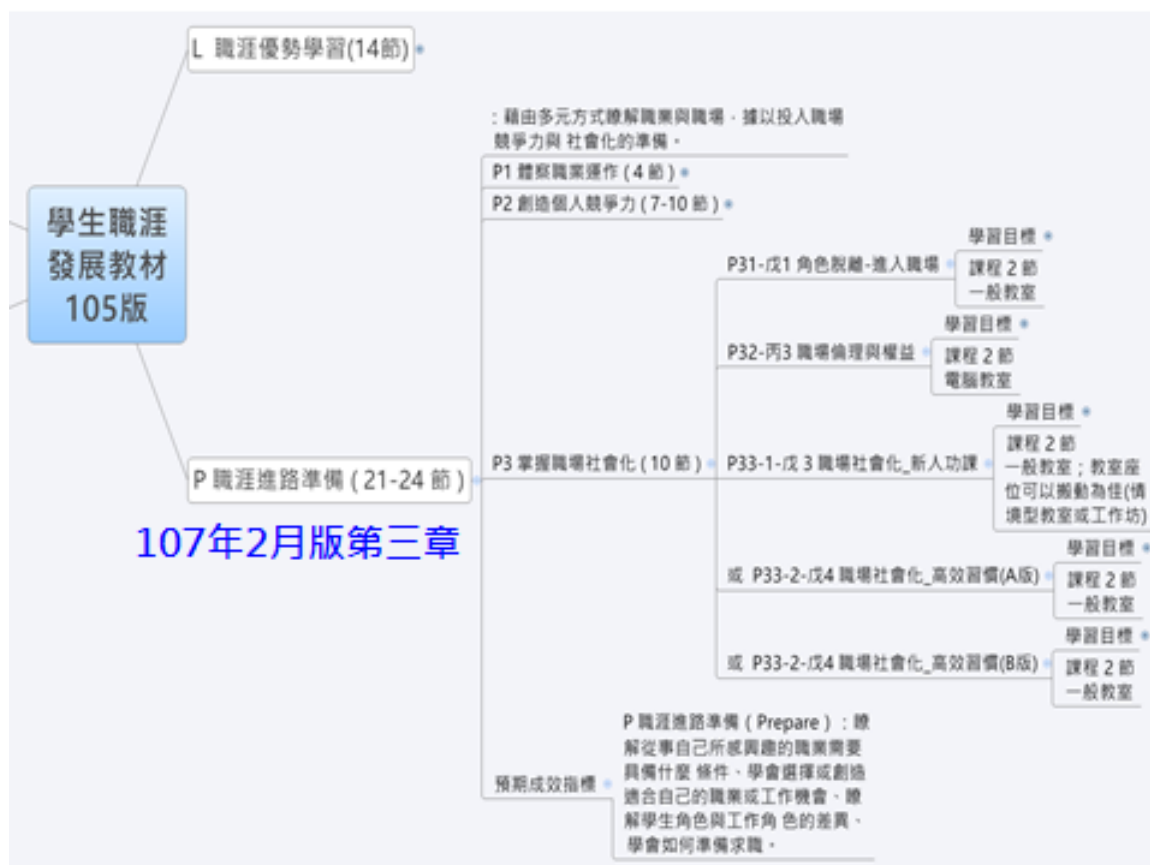 L 職涯優勢學習(14節)
學生職涯
發展教材
105版
P 職涯進路準備 ( 21-24 節 )
107年2月版第三章
：藉由多元方式瞭解職業與職場，據以投入職場
競爭力與 社會化的準備。
P1 體察職業運作 ( 4 節 )
P2 創造個人競爭力 ( 7-10 節 )
P3 掌握職場社會化 ( 10 節 )
P31-戊1 角色脫離-進入職場
學習目標
課程 2 節
一般教室
P32-丙3 職場倫理與權益
學習目標
課程 2 節
電腦教室
P33-1-戊 3 職場社會化_新人功課
學習目標
課程 2 節
一般教室；教室座
位可以搬動為佳(情
境型教室或工作坊)
或 P33-2-戊4 職場社會化_高效習慣(A版)
學習目標
課程 2 節
一般教室
或 P33-2-戊4 職場社會化_高效習慣(B版)
學習目標
課程 2 節
一般教室
預期成效指標
P 職涯進路準備 ( Prepare ) ：瞭
解從事自己所感興趣的職業需要
具備什麼 條件、學會選擇或創造
適合自己的職業或工作機會、瞭
解學生角色與工作角 色的差異、
學會如何準備求職。